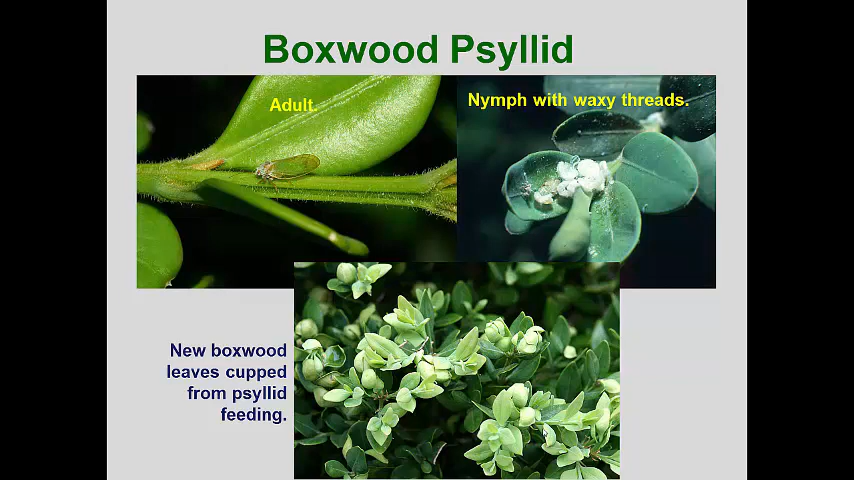 Boxwood Psyllid
Adult.
Nymph with waxy threads.
New boxwood
leaves cupped
from psyllid
feeding.